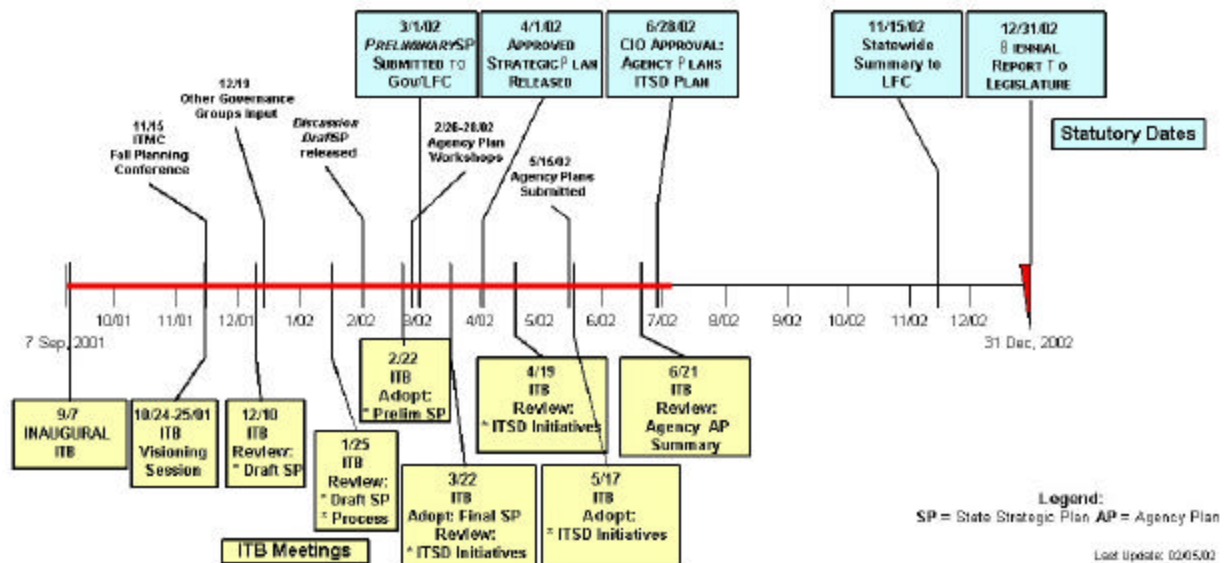 3/1/02
PRELIMINARY SP
SUBMITTED TO
GOV/LFC
4/1/02
APPROVED
STRATEGIC PLAN
RELEASED
6/28/02
CIO APPROVAL:
AGENCY PLANS
ITSD PLAN
11/15/02
Statewide
Summary to
LFC
12/31/02
BIENNIAL
REPORT TO
LEGISLATURE
Statutory Dates
11/15
ITMC
Fall Planning
Conference
12/19
Other Governance
Groups Input
Discussion
Draft SP
released
2/26-28/02
Agency Plan
Workshops
5/15/02
Agency Plans
Submitted
10/01
11/01
12/01
1/02
2/02
3/02
4/02
5/02
6/02
7/02
8/02
9/02
10/02
11/02
12/02
7 Sep, 2001
31 Dec, 2002
9/7
INAUGURAL
ITB
10/24-25/01
ITB
Visioning
Session
12/10
ITB
Review:
* Draft SP
1/25
ITB
Review:
* Draft SP
* Process
2/22
ITB
Adopt:
* Prelim SP
3/22
ITB
Adopt: Final SP
Review:
* ITSD Initiatives
4/19
ITB
Review:
* ITSD Initiatives
5/17
ITB
Adopt:
* ITSD Initiatives
6/21
ITB
Review:
Agency AP
Summary
ITB Meetings
Legend:
SP = State Strategic Plan AP = Agency Plan
Last Update: 02/05/02